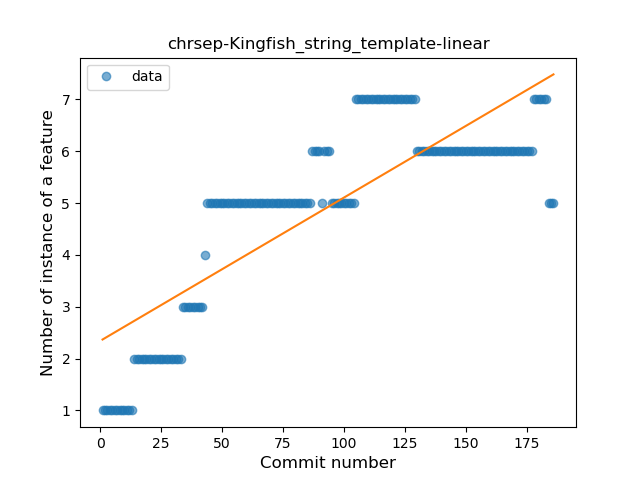 chrsep-Kingfish_string_template-linear
data
Number of instance of a feature
7
6
5
4
3
2
1
0 25 50 75 100 125 150 175
Commit number